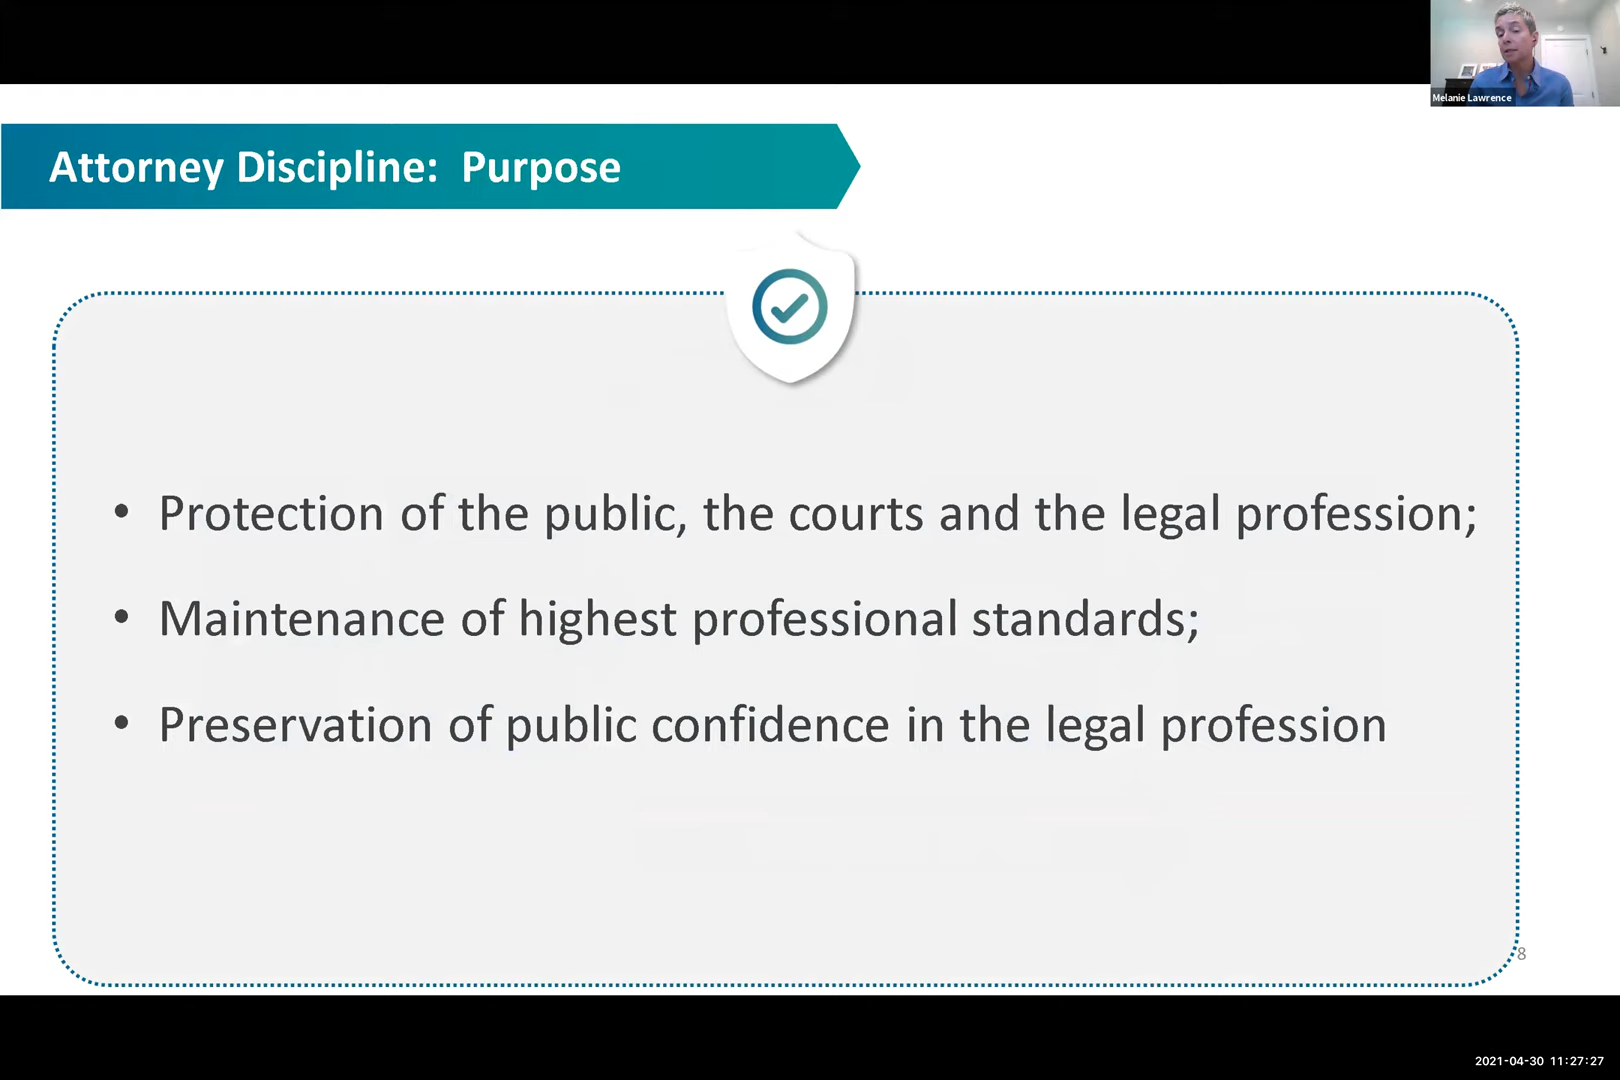 Melanie Lawrence
Attorney Discipline:  Purpose
• Protection of the public, the courts and the legal profession;
• Maintenance of highest professional standards;
• Preservation of public confidence in the legal profession
8
2021-04-30 11:27:27